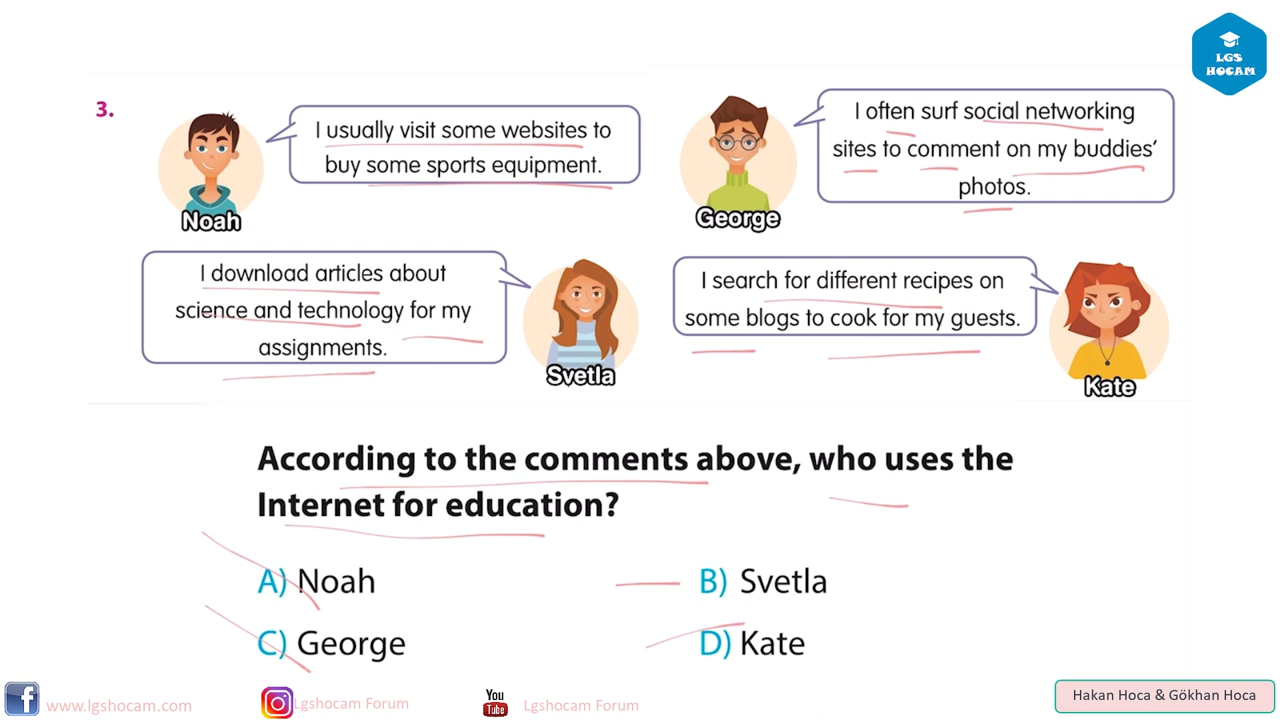 LGS
HOCAM
3.
I usually visit some websites to
buy some sports equipment.
Noah
I often surf social networking
sites to comment on my buddies’
photos.
George
I download articles about
science and technology for my
assignments.
Svetla
I search for different recipes on
some blogs to cook for my guests.
Kate
According to the comments above, who uses the
Internet for education?
A) Noah
B) Svetla
C) George
D) Kate
www.lgshocam.com
Lgshocam Forum
You
Tube
Lgshocam Forum
Hakan Hoca & Gökhan Hoca